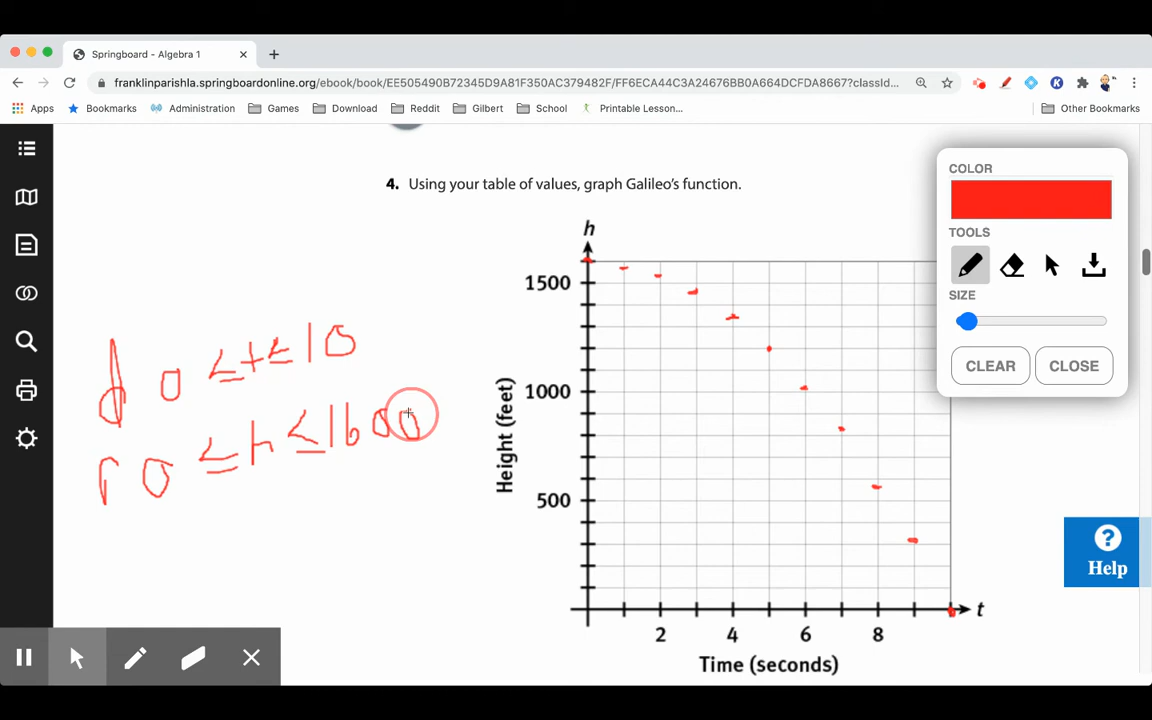 Springboard - Algebra 1
franklinparishla.springboardonline.org/ebook/book/EE505490B72345D9A81F350AC379482F/FF6ECA44C3A24676BB0A664DCFDA8667?classId...
Apps Bookmarks Administration Games Download Reddit Gilbert School Printable Lesson... Other Bookmarks
4. Using your table of values, graph Galileo's function.
h
1500
1000
500
Height (feet)
2 4 6 8
t
Time (seconds)
d 0 ≤ t ≤ 10
r 0 ≤ h ≤ 1600
COLOR
TOOLS
SIZE
CLEAR CLOSE
?
Help